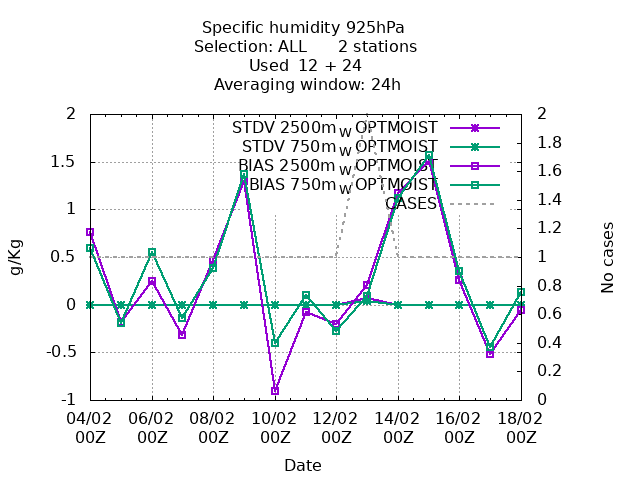 Specific humidity 925hPa
Selection: ALL 2 stations
Used 12 + 24
Averaging window: 24h
STDV 2500m_W OPTMOIST
STDV 750m_W OPTMOIST
BIAS 2500m_W OPTMOIST
BIAS 750m_W OPTMOIST
CASES
g/Kg
2
1.5
1
0.5
0
-0.5
-1
2
1.8
1.6
1.4
1.2
1
0.8
0.6
0.4
0.2
0
No cases
04/02 06/02 08/02 10/02 12/02 14/02 16/02 18/02
00Z 00Z 00Z 00Z 00Z 00Z 00Z 00Z
Date